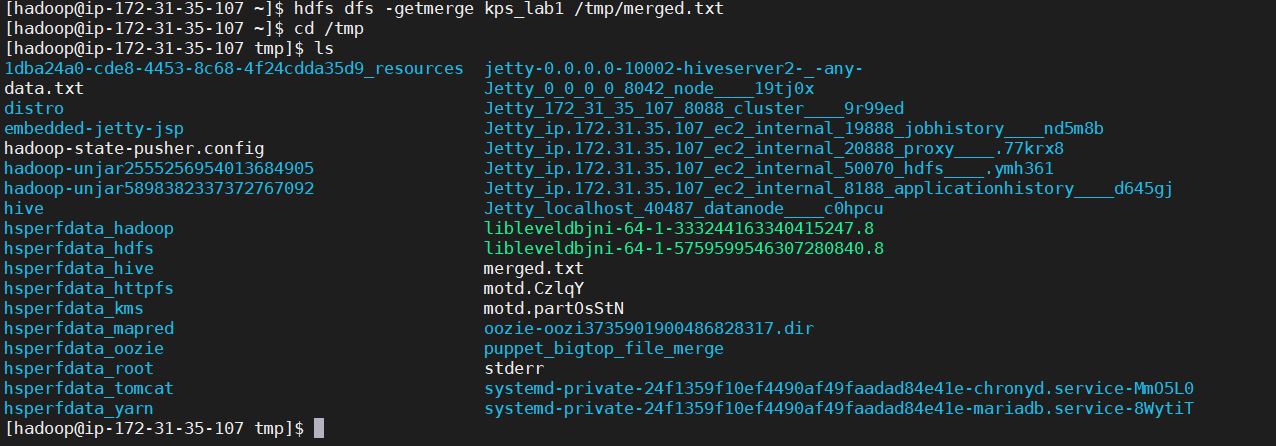 [hadoop@ip-172-31-35-107 ~]$ hdfs dfs -getmerge kps_lab1 /tmp/merged.txt
[hadoop@ip-172-31-35-107 ~]$ cd /tmp
[hadoop@ip-172-31-35-107 tmp]$ ls
1dba24a0-cde8-4453-8c68-4f24cdda35d9_resources  jetty-0.0.0.0-10002-hiveserver2-_-any-
data.txt                                        Jetty_0_0_0_0_8042_node____19tj0x
distro                                          Jetty_172_31_35_107_8088_cluster____9r99ed
embedded-jetty-jsp                              Jetty_ip.172.31.35.107_ec2_internal_19888_jobhistory____nd5m8b
hadoop-state-pusher.config                      Jetty_ip.172.31.35.107_ec2_internal_20888_proxy____.77krx8
hadoop-unjar2555256954013684905                 Jetty_ip.172.31.35.107_ec2_internal_50070_hdfs____.ymh361
hadoop-unjar5898382337372767092                 Jetty_ip.172.31.35.107_ec2_internal_8188_applicationhistory____d645gj
hive                                            Jetty_localhost_40487_datanode____c0hpcu
hsperfdata_hadoop                               libleveldbjni-64-1-333244163340415247.8
hsperfdata_hdfs                                 libleveldbjni-64-1-5759599546307280840.8
hsperfdata_hive                                 merged.txt
hsperfdata_httpfs                               motd.CzlqY
hsperfdata_kms                                  motd.partOsStN
hsperfdata_mapred                               oozie-oozi3735901900486828317.dir
hsperfdata_oozie                                puppet_bigtop_file_merge
hsperfdata_root                                 stderr
hsperfdata_tomcat                               systemd-private-24f1359f10ef4490af49faadad84e41e-chronyd.service-MmO5L0
hsperfdata_yarn                                 systemd-private-24f1359f10ef4490af49faadad84e41e-mariadb.service-8WytiT
[hadoop@ip-172-31-35-107 tmp]$